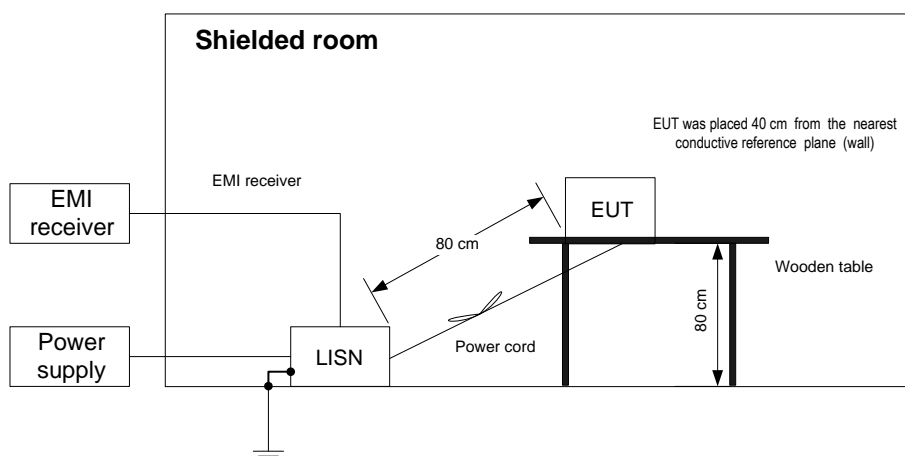 Shielded room
EUT was placed 40 cm from the nearest
conductive reference plane (wall)
EMI receiver
EMI
receiver
EUT
80 cm
Wooden table
80 cm
Power cord
Power
supply
LISN